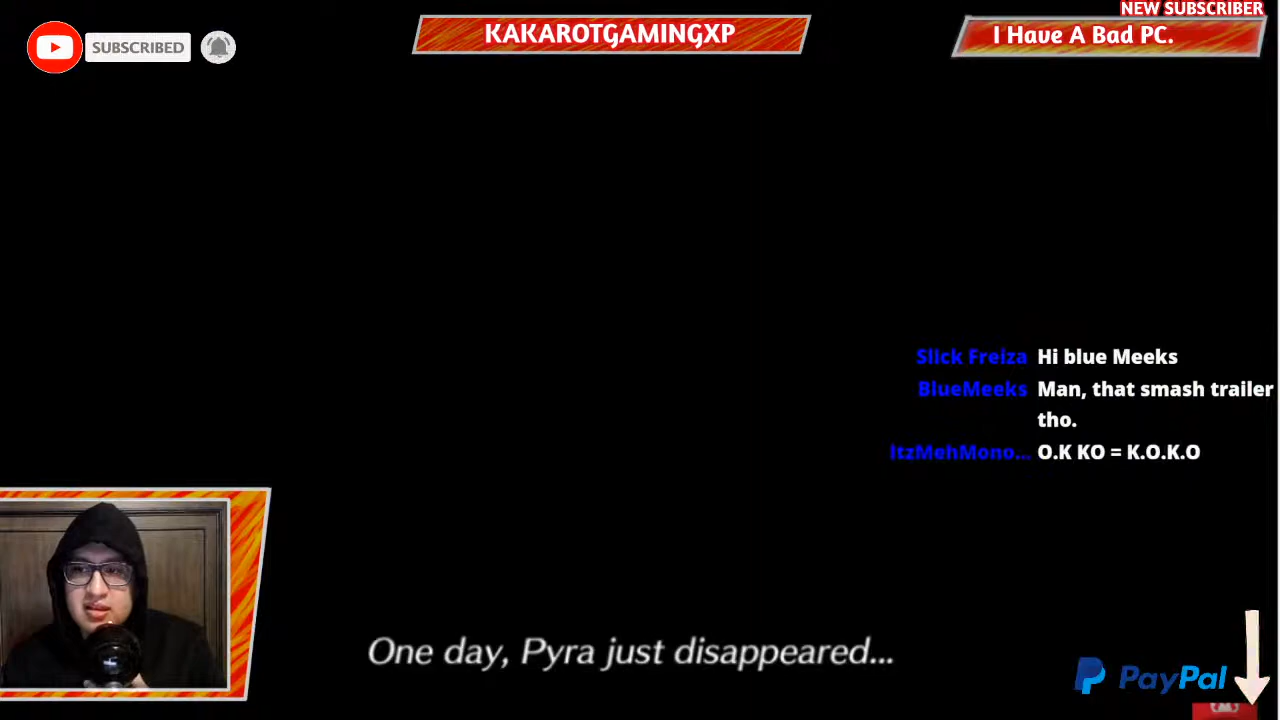 NEW SUBSCRIBER
SUBSCRIBED
KAKAROTGAMINGXP
I Have A Bad PC.
Slick Freiza Hi blue Meeks
BlueMeeks Man, that smash trailer
tho.
ItzMehMono... O.K KO = K.O.K.O
One day, Pyra just disappeared...
PayPal